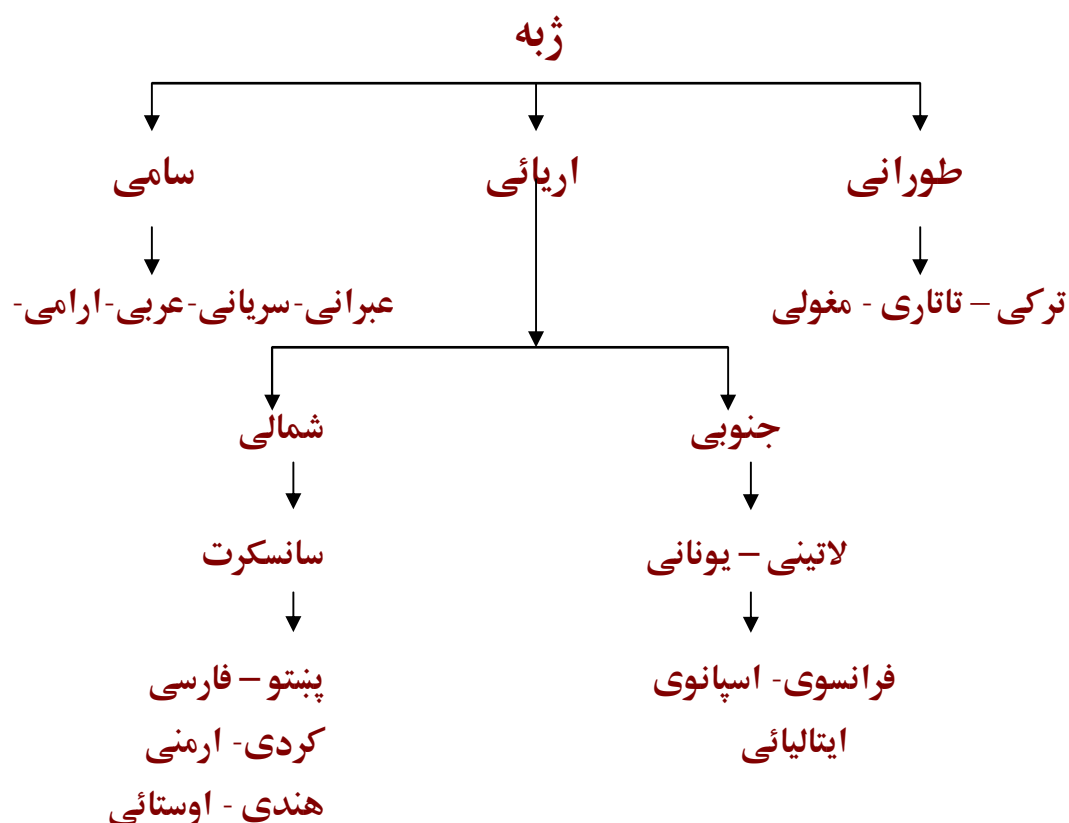 ژبه
طورانی
اریائی
سامی
ترکی – تاتاری - مغولی
عبرانی-سریانی-عربی-ارامی-
جنوبی
شمالی
لاتینی – یونانی
سانسکرت
فرانسوی- اسپانوی
ایتالیائی
پښتو – فارسی
کردی- ارمنی
هندی - اوستائی